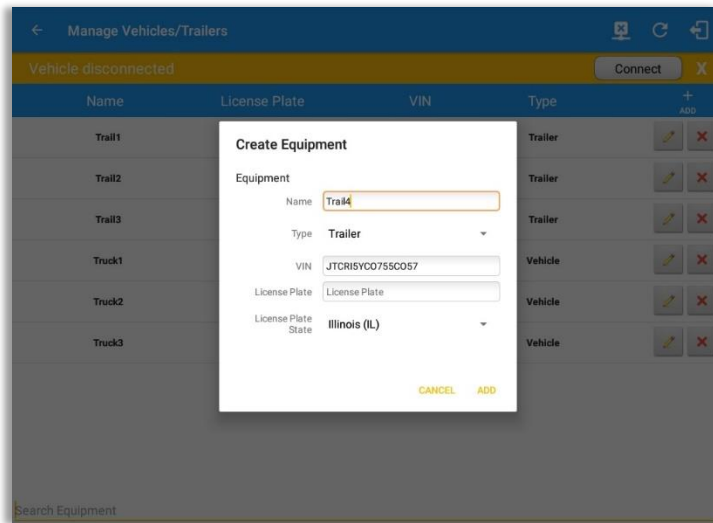 Manage Vehicles/Trailers
Vehicle disconnected Connect X
Name License Plate VIN Type + ADD
Trail1 Trailer
Trail2 Trailer
Trail3 Trailer
Truck1 Vehicle
Truck2 Vehicle
Truck3 Vehicle
Create Equipment
Equipment
Name Trail4
Type Trailer
VIN JTCRI5YCO755CO57
License Plate License Plate
License Plate
State Illinois (IL)
CANCEL ADD
Search Equipment